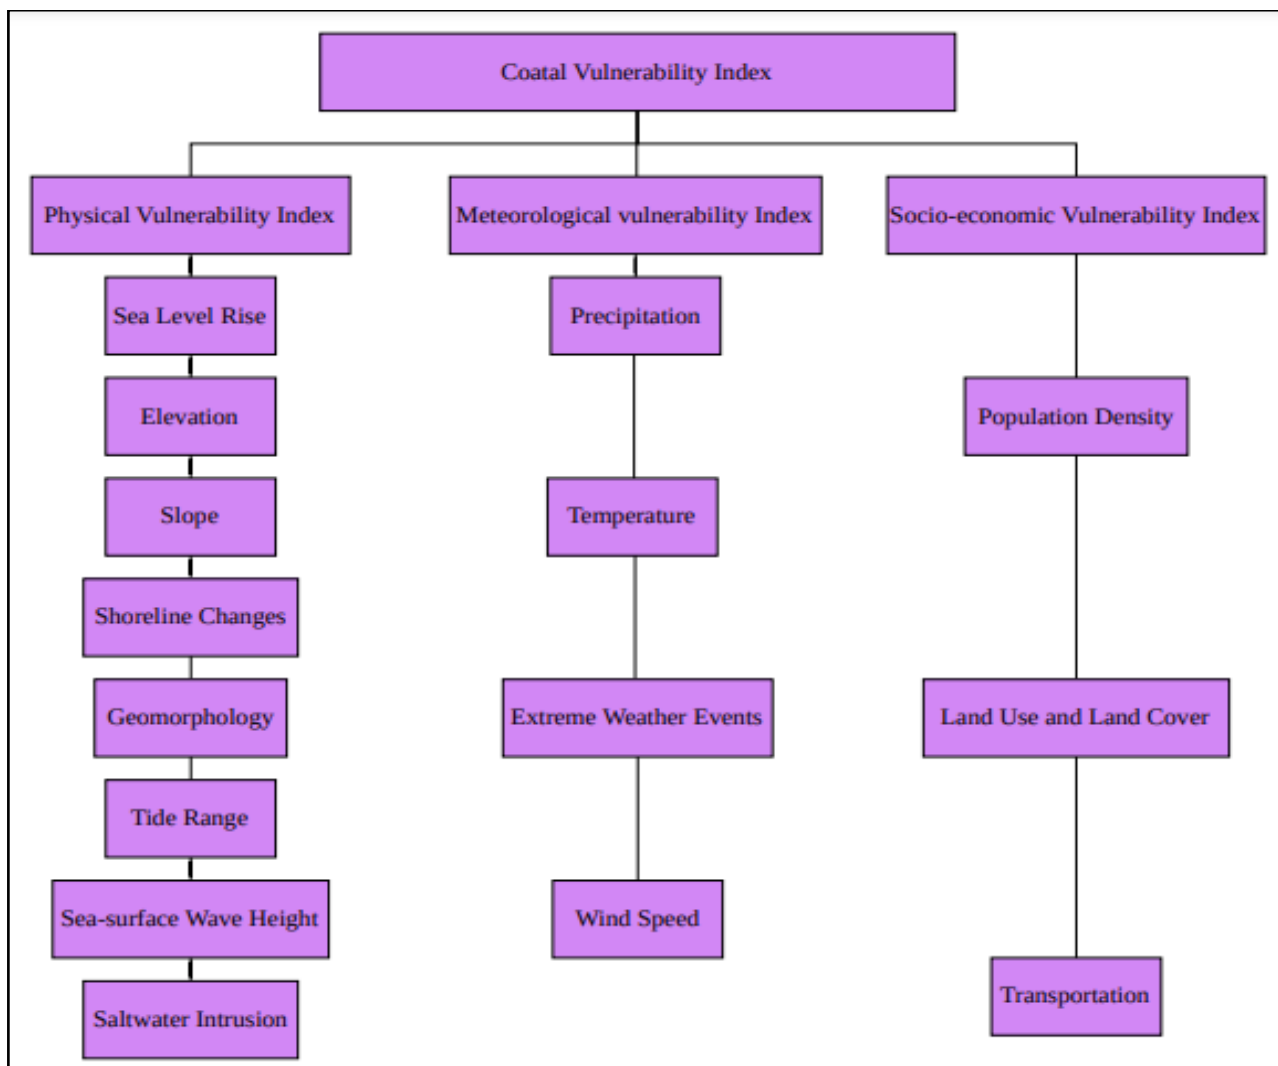 Coatal Vulnerability Index
Physical Vulnerability Index
Meteorological vulnerability Index
Socio-economic Vulnerability Index
Sea Level Rise
Elevation
Slope
Shoreline Changes
Geomorphology
Tide Range
Sea-surface Wave Height
Saltwater Intrusion
Precipitation
Temperature
Extreme Weather Events
Wind Speed
Population Density
Land Use and Land Cover
Transportation